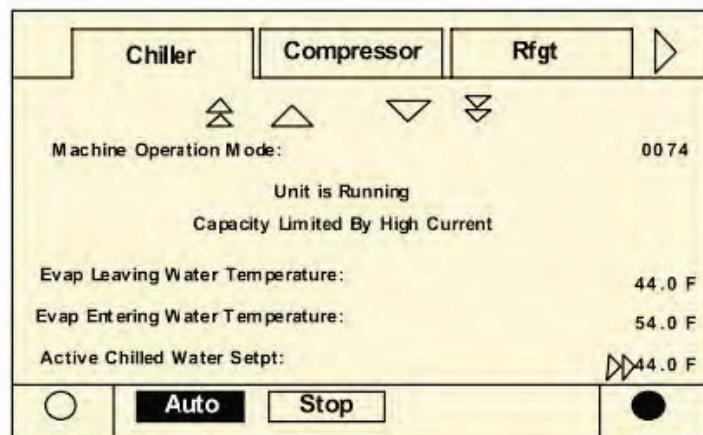 Chiller Compressor Rfgt
Machine Operation Mode: 0074
Unit is Running
Capacity Limited By High Current
Evap Leaving Water Temperature: 44.0 F
Evap Entering Water Temperature: 54.0 F
Active Chilled Water Setpt: 44.0 F
Auto Stop